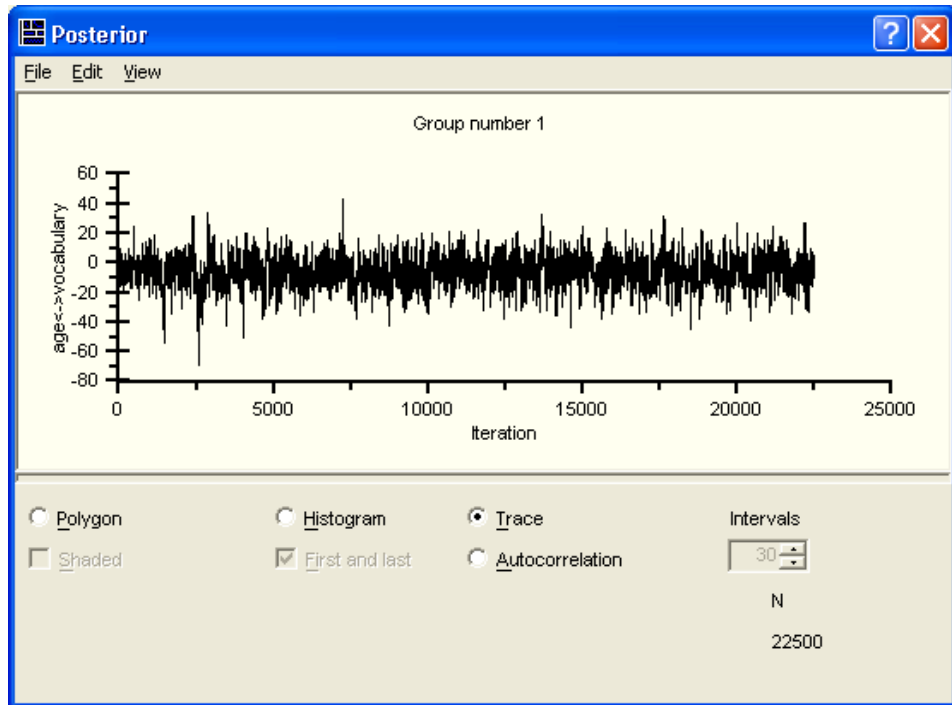 Posterior
File Edit View
Group number 1
age<->vocabulary
60
40
20
0
-20
-40
-60
-80
0 5000 10000 15000 20000 25000
Iteration
Polygon Histogram Trace Intervals
Shaded First and last Autocorrelation 30
N
22500